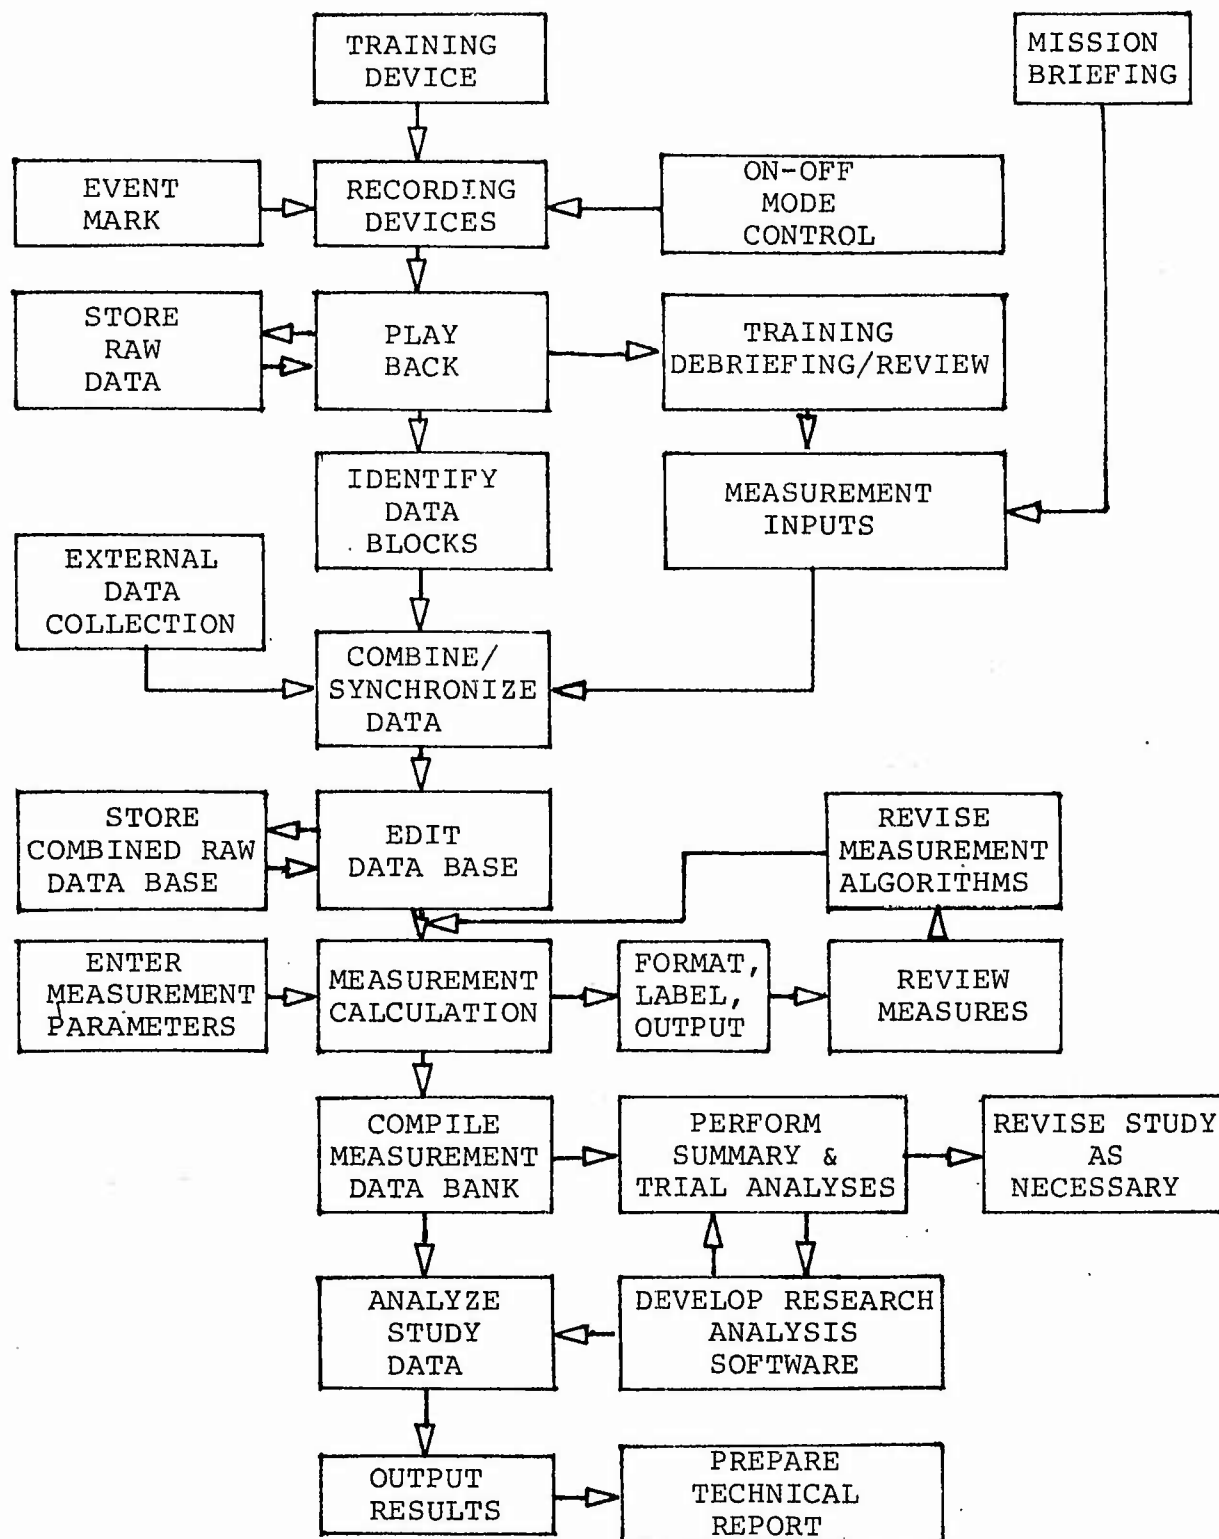 TRAINING
DEVICE
MISSION
BRIEFING
EVENT
MARK
RECORDING
DEVICES
ON-OFF
MODE
CONTROL
STORE
RAW
DATA
PLAY
BACK
TRAINING
DEBRIEFING/REVIEW
IDENTIFY
DATA
BLOCKS
MEASUREMENT
INPUTS
EXTERNAL
DATA
COLLECTION
COMBINE/
SYNCHRONIZE
DATA
STORE
COMBINED RAW
DATA BASE
EDIT
DATA BASE
REVISE
MEASUREMENT
ALGORITHMS
ENTER
MEASUREMENT
PARAMETERS
MEASUREMENT
CALCULATION
FORMAT,
LABEL,
OUTPUT
REVIEW
MEASURES
COMPILE
MEASUREMENT
DATA BANK
PERFORM
SUMMARY &
TRIAL ANALYSES
REVISE STUDY
AS
NECESSARY
ANALYZE
STUDY
DATA
DEVELOP RESEARCH
ANALYSIS
SOFTWARE
OUTPUT
RESULTS
PREPARE
TECHNICAL
REPORT